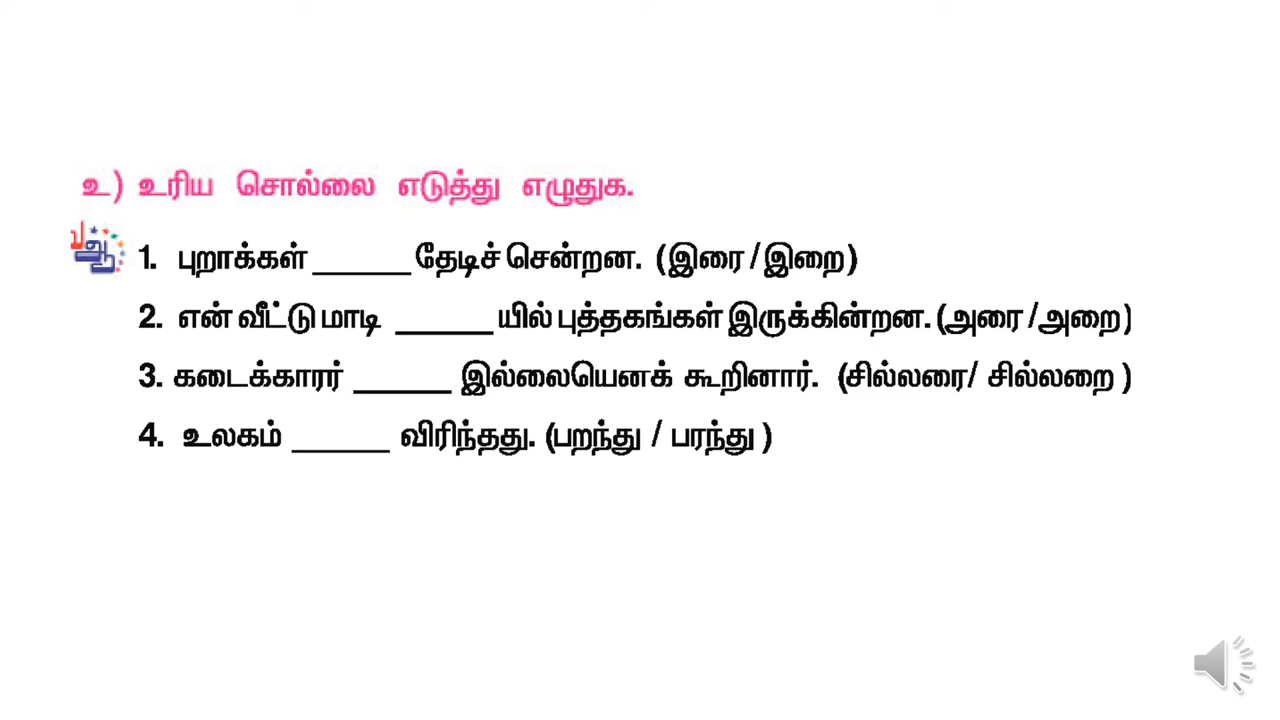 உ) உரிய சொல்லை எடுத்து எழுதுக.
1. புறாக்கள் ______ தேடிச் சென்றன. (இரை / இறை)
2. என் வீட்டு மாடி ______ யில் புத்தகங்கள் இருக்கின்றன. (அரை / அறை)
3. கடைக்காரர் ______ இல்லையெனக் கூறினார். (சில்லரை/ சில்லறை )
4. உலகம் ______ விரிந்தது. (பறந்து / பரந்து )